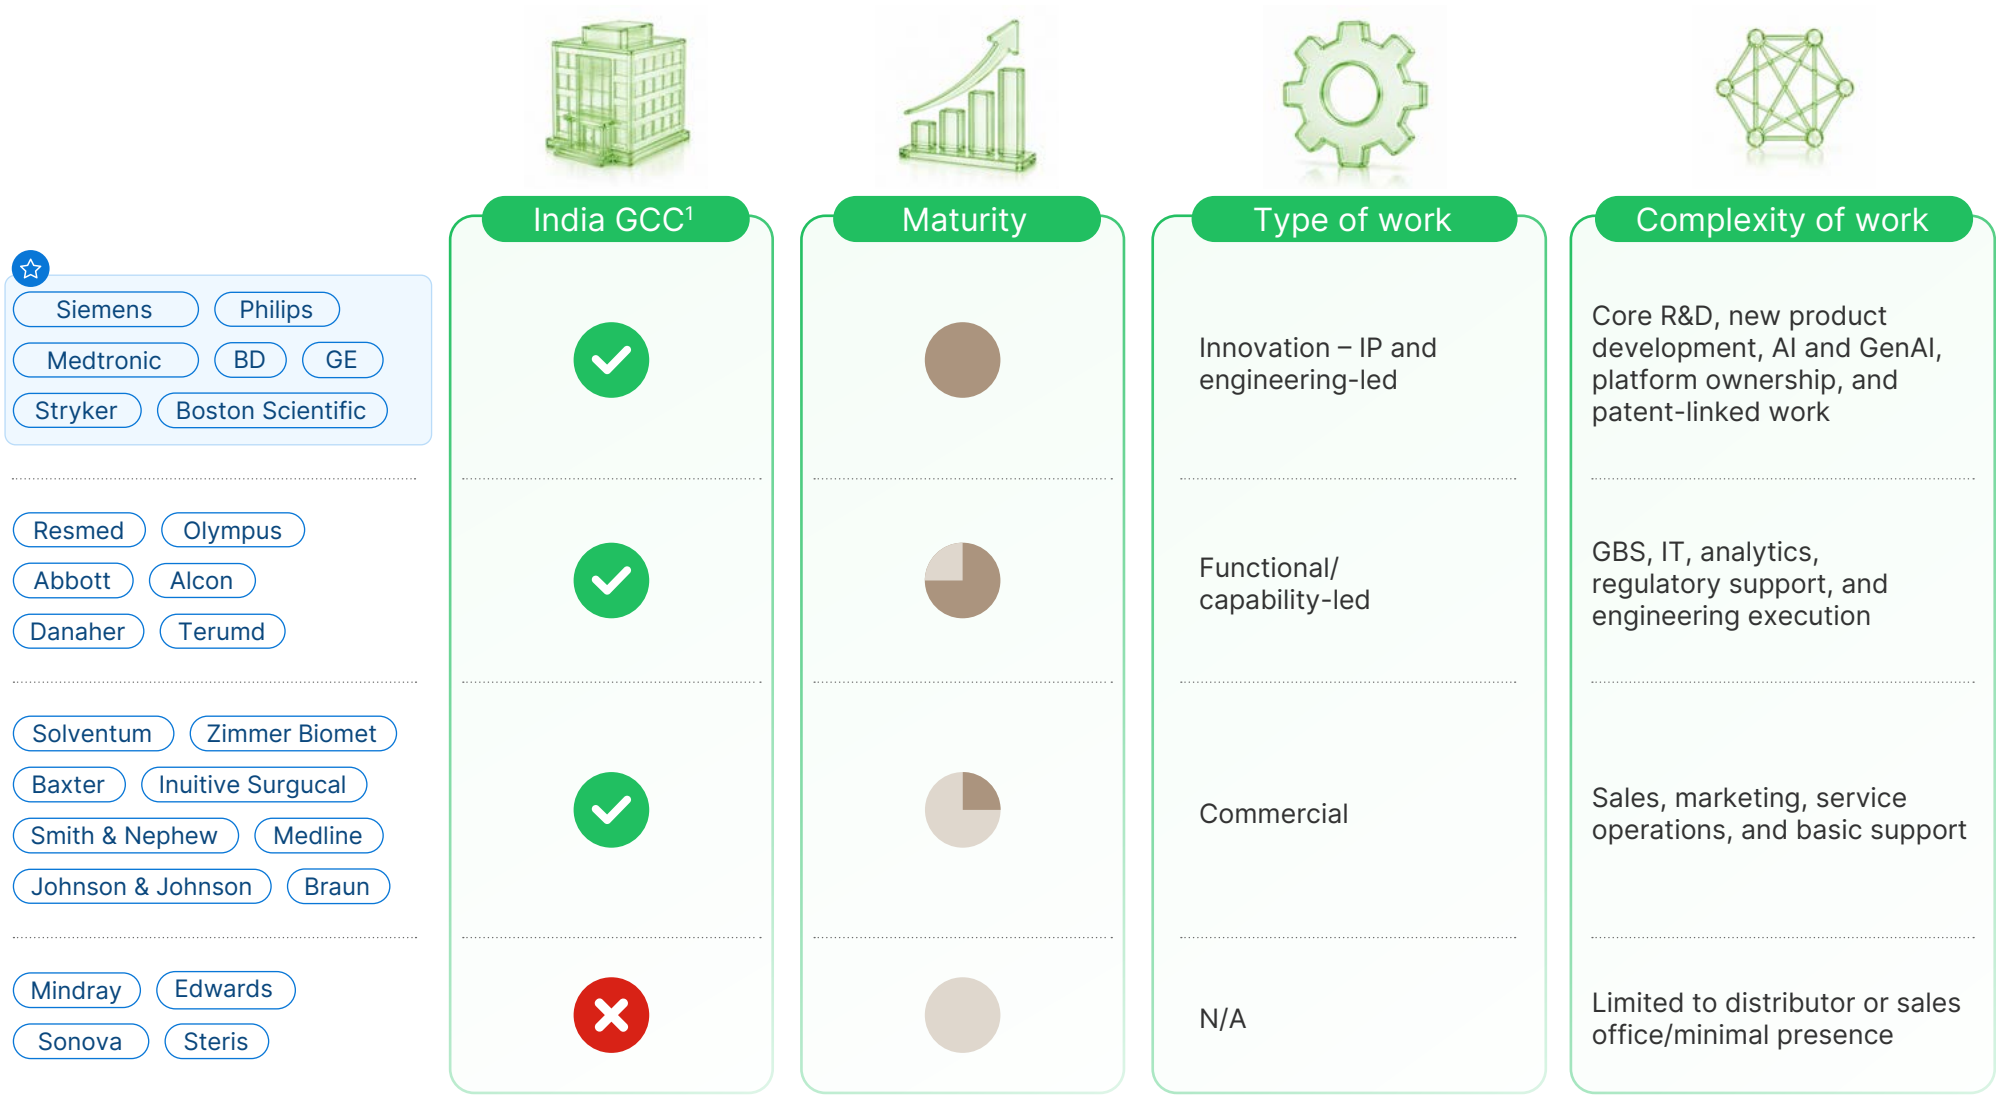 India GCC¹
Maturity
Type of work
Complexity of work
Siemens
Philips
Medtronic
BD
GE
Stryker
Boston Scientific
Innovation – IP and
engineering-led
Core R&D, new product
development, AI and GenAI,
platform ownership, and
patent-linked work
Resmed
Olympus
Abbott
Alcon
Danaher
Terumd
Functional/
capability-led
GBS, IT, analytics,
regulatory support, and
engineering execution
Solventum
Zimmer Biomet
Baxter
Inuitive Surgucal
Smith & Nephew
Medline
Johnson & Johnson
Braun
Commercial
Sales, marketing, service
operations, and basic support
Mindray
Edwards
Sonova
Steris
N/A
Limited to distributor or sales
office/minimal presence